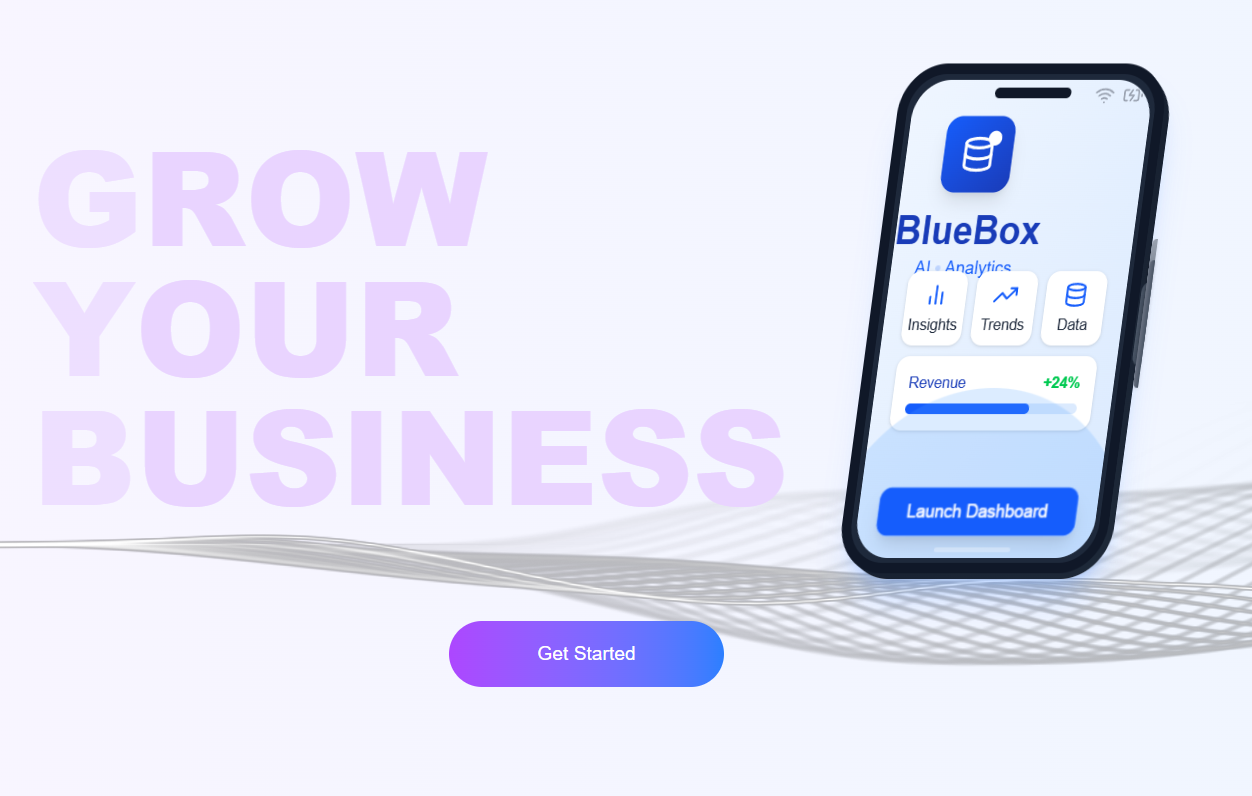 GROW
YOUR
BUSINESS
Get Started
BlueBox
AI • Analytics
Insights Trends Data
Revenue +24%
Launch Dashboard